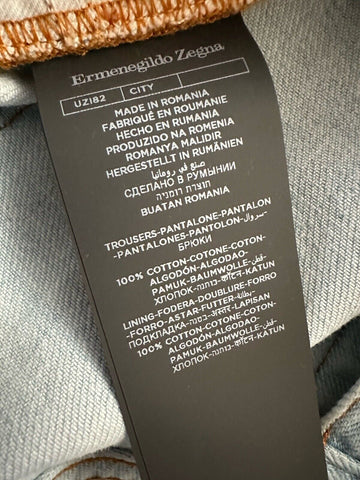 Ermenegildo Zegna
UZI82 CITY
MADE IN ROMANIA
FABRIQUÉ EN ROUMANIE
HECHO EN RUMANIA
PRODUZIDO NA ROMENIA
ROMANYA MALIDIR
HERGESTELLT IN RUMÄNIEN
صنع في رومانيا
СДЕЛАНО В РУМЫНИИ
תוצרת רומניה
BUATAN ROMANIA
TROUSERS-PANTALONE-PANTALON
-PANTALONES-PANTOLON-سروال-
БРЮКИ
100% COTTON-COTONE-COTON-
ALGODÓN-ALGODAO-
PAMUK-BAUMWOLLE-قطن-
ХЛОПОК-כותנה-कॉटन-KATUN
LINING-FODERA-DOUBLURE-FORRO
-FORRO-ASTAR-FUTTER-بطانة-
ПОДКЛАДКА-בטנה-अस्तर-LAPISAN
100% COTTON-COTONE-COTON-
ALGODÓN-ALGODAO-
PAMUK-BAUMWOLLE-قطن-
ХЛОПОК-כותנה-कॉटन-KATUN